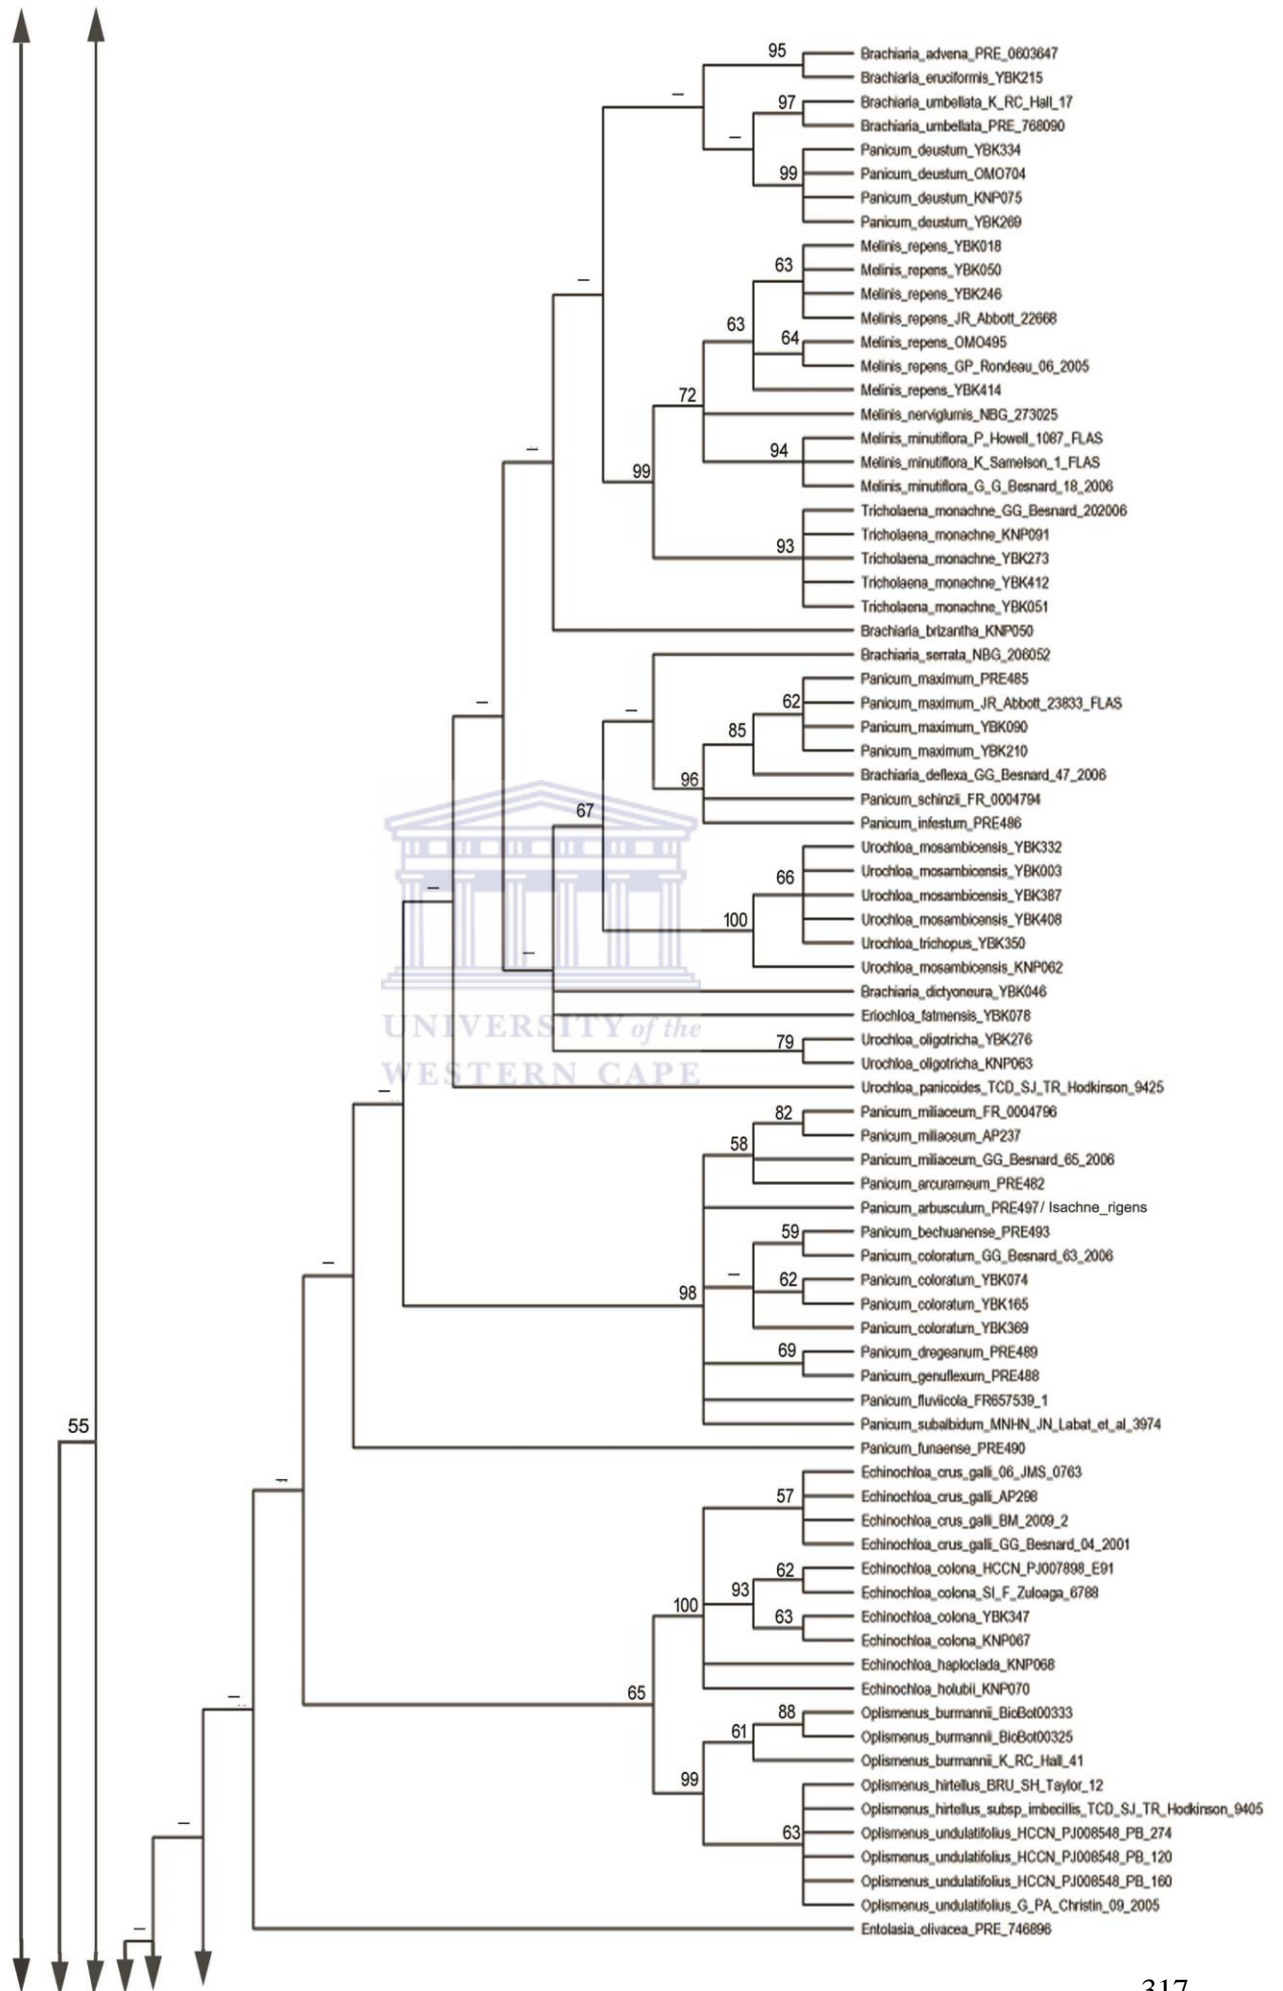 95
Brachiaria_advena_PRE_0603647
Brachiaria_eruciformis_YBK215
97
Brachiaria_umbellata_K_RC_Hall_17
Brachiaria_umbellata_PRE_768090
Panicum_deustum_YBK334
99
Panicum_deustum_OMO704
Panicum_deustum_KNP075
Panicum_deustum_YBK269
Melinis_repens_YBK018
63
Melinis_repens_YBK050
Melinis_repens_YBK246
Melinis_repens_JR_Abbott_22668
63
64
Melinis_repens_OMO495
Melinis_repens_GP_Rondeau_06_2005
Melinis_repens_YBK414
72
Melinis_nerviglumis_NBG_273025
Melinis_minutiflora_P_Howell_1087_FLAS
94
Melinis_minutiflora_K_Samelson_1_FLAS
99
Melinis_minutiflora_G_G_Besnard_18_2006
Tricholaena_monachne_GG_Besnard_202006
Tricholaena_monachne_KNP091
93
Tricholaena_monachne_YBK273
Tricholaena_monachne_YBK412
Tricholaena_monachne_YBK051
Brachiaria_brizantha_KNP050
Brachiaria_serrata_NBG_206052
Panicum_maximum_PRE485
62
Panicum_maximum_JR_Abbott_23833_FLAS
85
Panicum_maximum_YBK090
Panicum_maximum_YBK210
96
Brachiaria_deflexa_GG_Besnard_47_2006
Panicum_schinzii_FR_0004794
67
Panicum_infestum_PRE486
Urochloa_mosambicensis_YBK332
66
Urochloa_mosambicensis_YBK003
Urochloa_mosambicensis_YBK387
100
Urochloa_mosambicensis_YBK408
Urochloa_trichopus_YBK350
Urochloa_mosambicensis_KNP062
Brachiaria_dictyoneura_YBK046
Eriochloa_fatmensis_YBK078
UNIVERSITY of the
79
Urochloa_oligotricha_YBK276
Urochloa_oligotricha_KNP063
WESTERN CAPE
Urochloa_panicoides_TCD_SJ_TR_Hodkinson_9425
82
Panicum_miliaceum_FR_0004796
Panicum_miliaceum_AP237
58
Panicum_miliaceum_GG_Besnard_65_2006
Panicum_arcurameum_PRE482
Panicum_arbusculum_PRE497/ Isachne_rigens
59
Panicum_bechuanense_PRE493
Panicum_coloratum_GG_Besnard_63_2006
62
Panicum_coloratum_YBK074
98
Panicum_coloratum_YBK165
Panicum_coloratum_YBK369
69
Panicum_dregeanum_PRE489
Panicum_genuflexum_PRE488
Panicum_fluviicola_FR657539_1
Panicum_subalbidum_MNHN_JN_Labat_et_al_3974
55
Panicum_funaense_PRE490
Echinochloa_crus_galli_06_JMS_0763
57
Echinochloa_crus_galli_AP298
Echinochloa_crus_galli_BM_2009_2
Echinochloa_crus_galli_GG_Besnard_04_2001
62
Echinochloa_colona_HCCN_PJ007898_E91
93
Echinochloa_colona_SI_F_Zuloaga_6788
100
63
Echinochloa_colona_YBK347
Echinochloa_colona_KNP067
Echinochloa_haploclada_KNP068
65
Echinochloa_holubii_KNP070
88
Oplismenus_burmannii_BioBot00333
61
Oplismenus_burmannii_BioBot00325
Oplismenus_burmannii_K_RC_Hall_41
99
Oplismenus_hirtellus_BRU_SH_Taylor_12
Oplismenus_hirtellus_subsp_imbecillis_TCD_SJ_TR_Hodkinson_9405
63
Oplismenus_undulatifolius_HCCN_PJ008548_PB_274
Oplismenus_undulatifolius_HCCN_PJ008548_PB_120
Oplismenus_undulatifolius_HCCN_PJ008548_PB_160
Oplismenus_undulatifolius_G_PA_Christin_09_2005
Entolasia_olivacea_PRE_746896
317